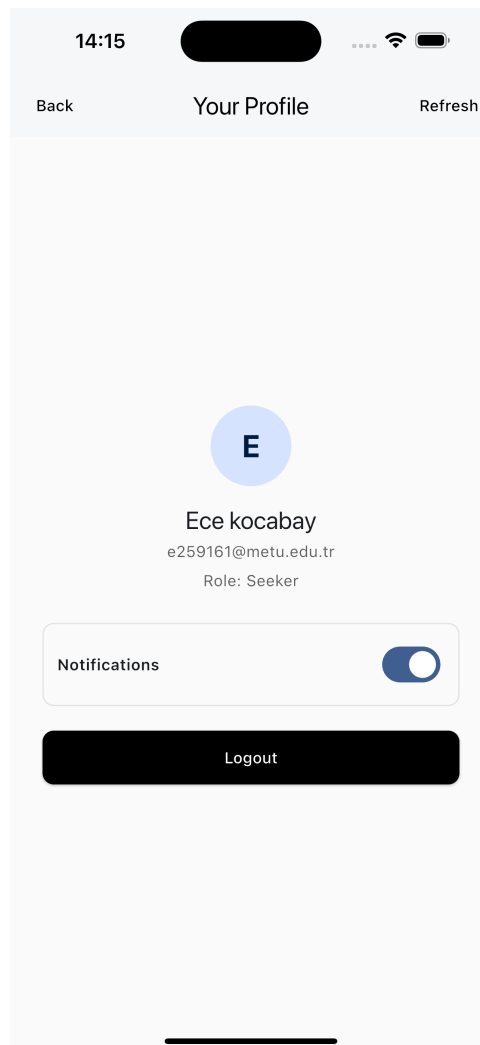 14:15
Back Your Profile Refresh
E
Ece kocabay
e259161@metu.edu.tr
Role: Seeker
Notifications
Logout